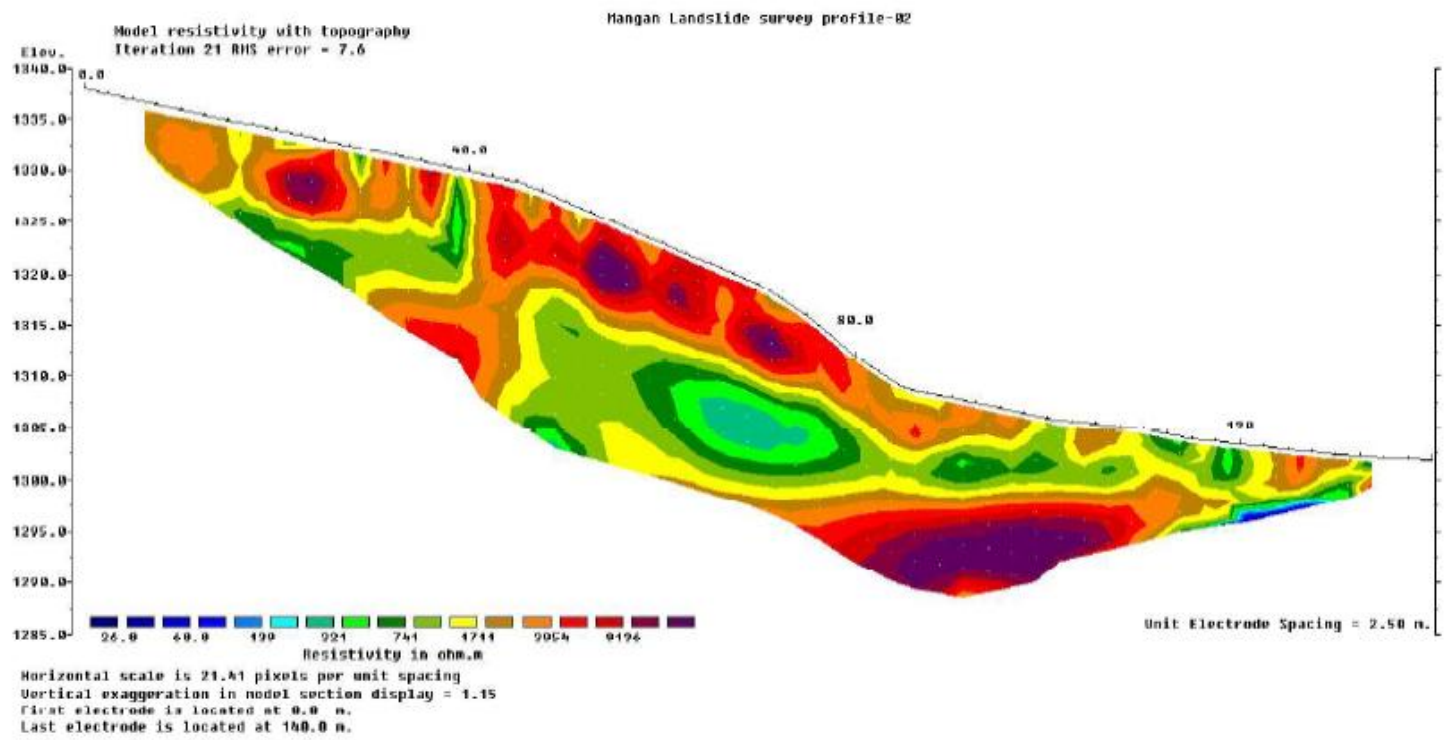 Mangan Landslide survey profile-02
Model resistivity with topography
Iteration 21 RMS error = 7.6
Elev.
1340.0
0.0
1335.0
40.0
1330.0
1325.0
1320.0
1315.0
80.0
1310.0
1305.0
1300.0
1295.0
1290.0
1285.0
26.0 60.0 221 741 1711 9196
Unit Electrode Spacing = 2.50 m.
Resistivity in ohm.m
Horizontal scale is 21.41 pixels per unit spacing
Vertical exaggeration in model section display = 1.15
First electrode is located at 0.0 m.
Last electrode is located at 140.0 m.